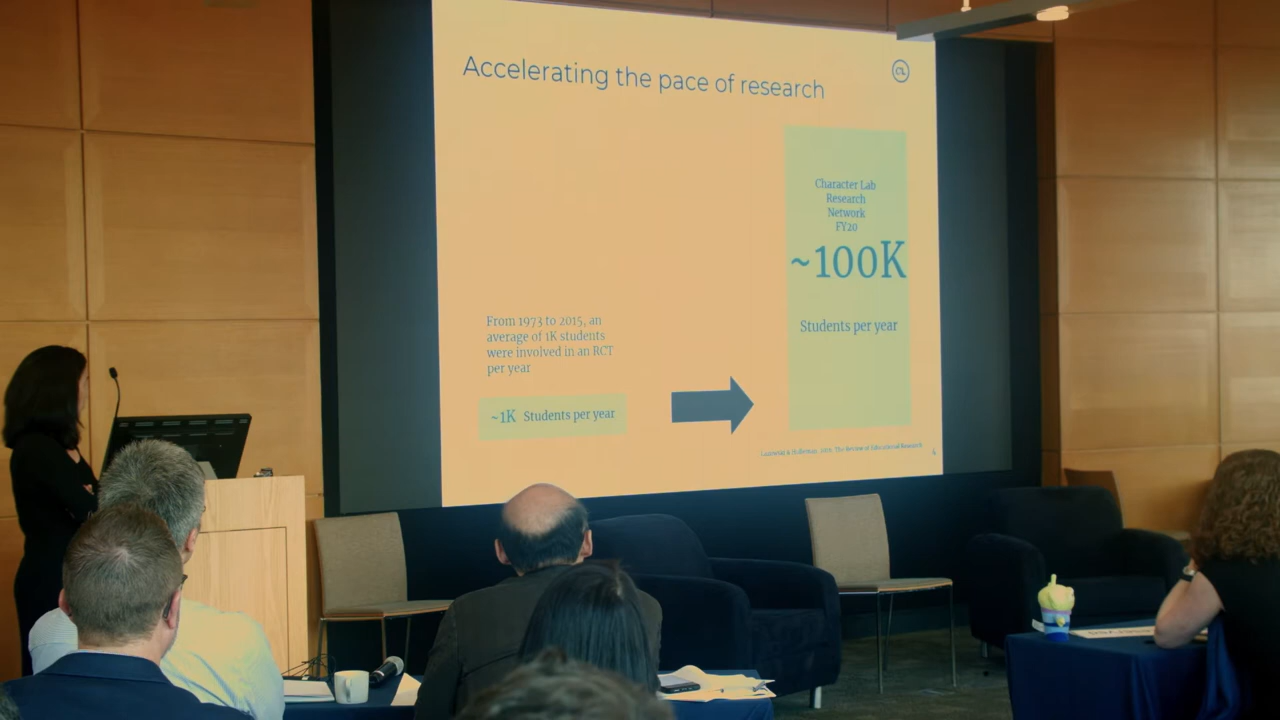 Accelerating the pace of research
From 1973 to 2015, an
average of 1K students
were involved in an RCT
per year
~1K Students per year
Character Lab
Research
Network
FY20
~100K
Students per year